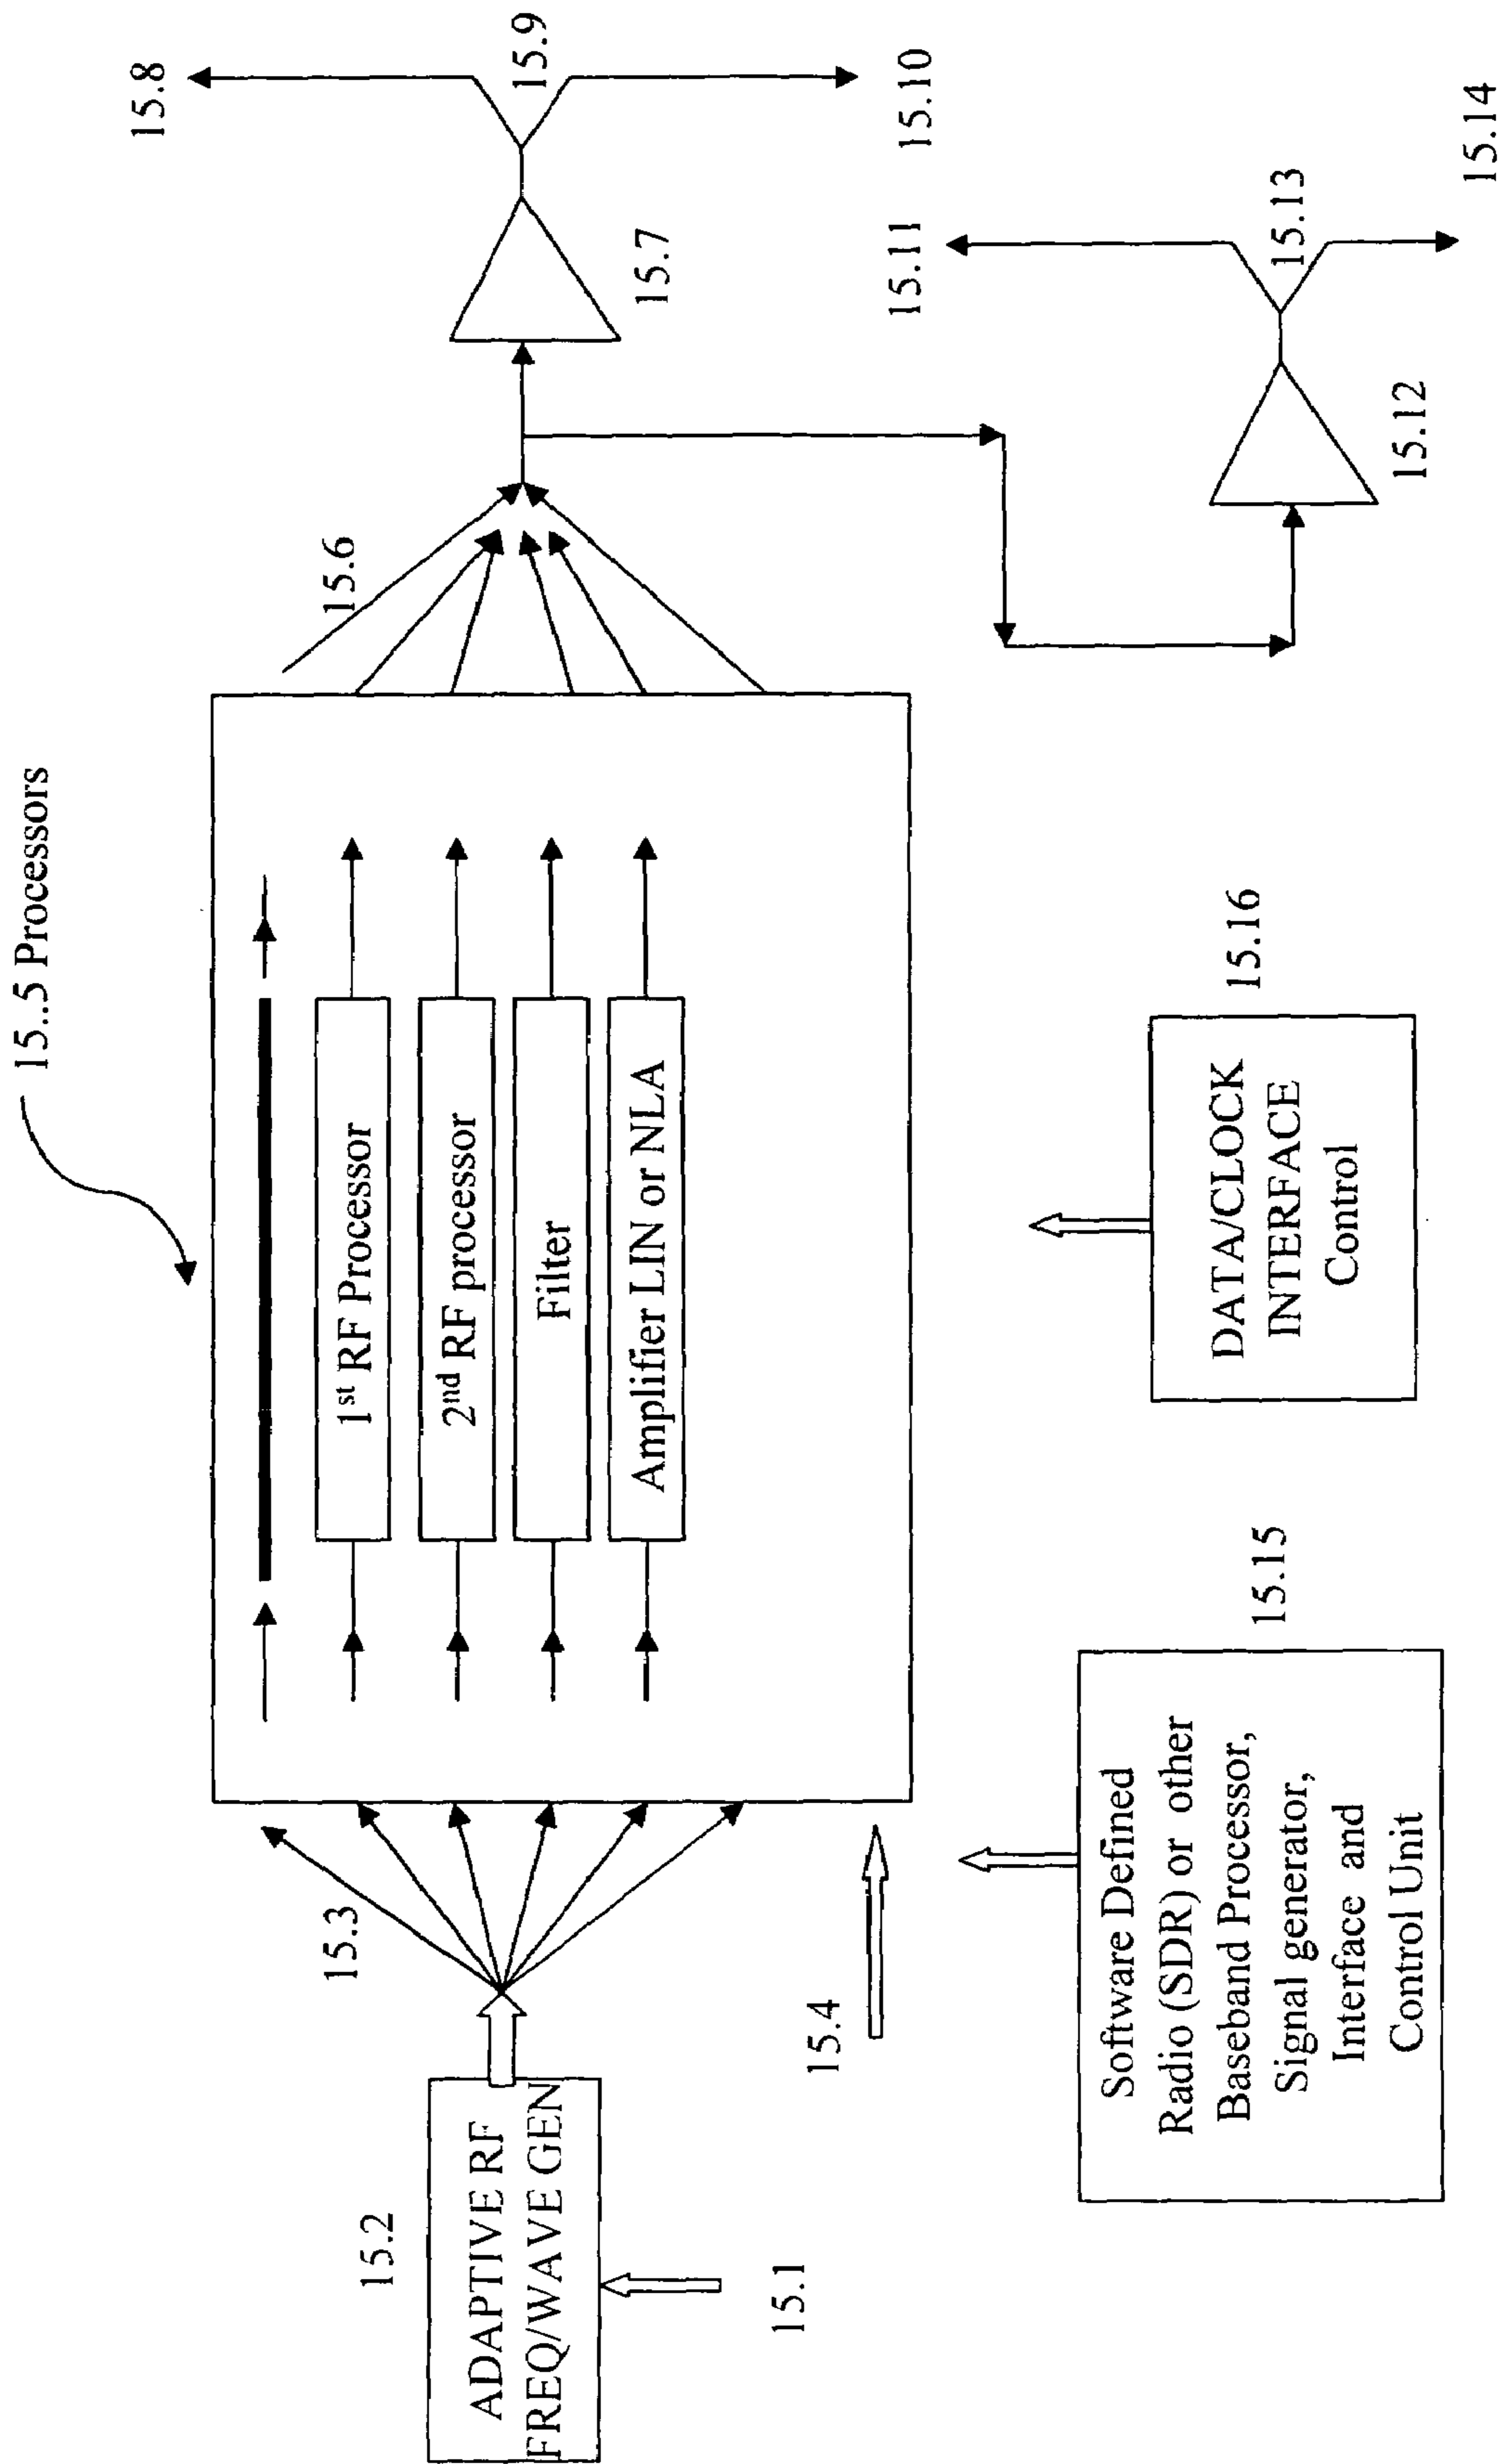 15..5 Processors
15.2
ADAPTIVE RF
FREQ/WAVE GEN
15.1
15.3
15.4
1st RF Processor
2nd RF processor
Filter
Amplifier LIN or NLA
15.6
15.7
15.8
15.9
15.10
15.11
15.12
15.13
15.14
Software Defined
Radio (SDR) or other
Baseband Processor,
Signal generator,
Interface and
Control Unit
15.15
DATA/CLOCK
INTERFACE
Control
15.16